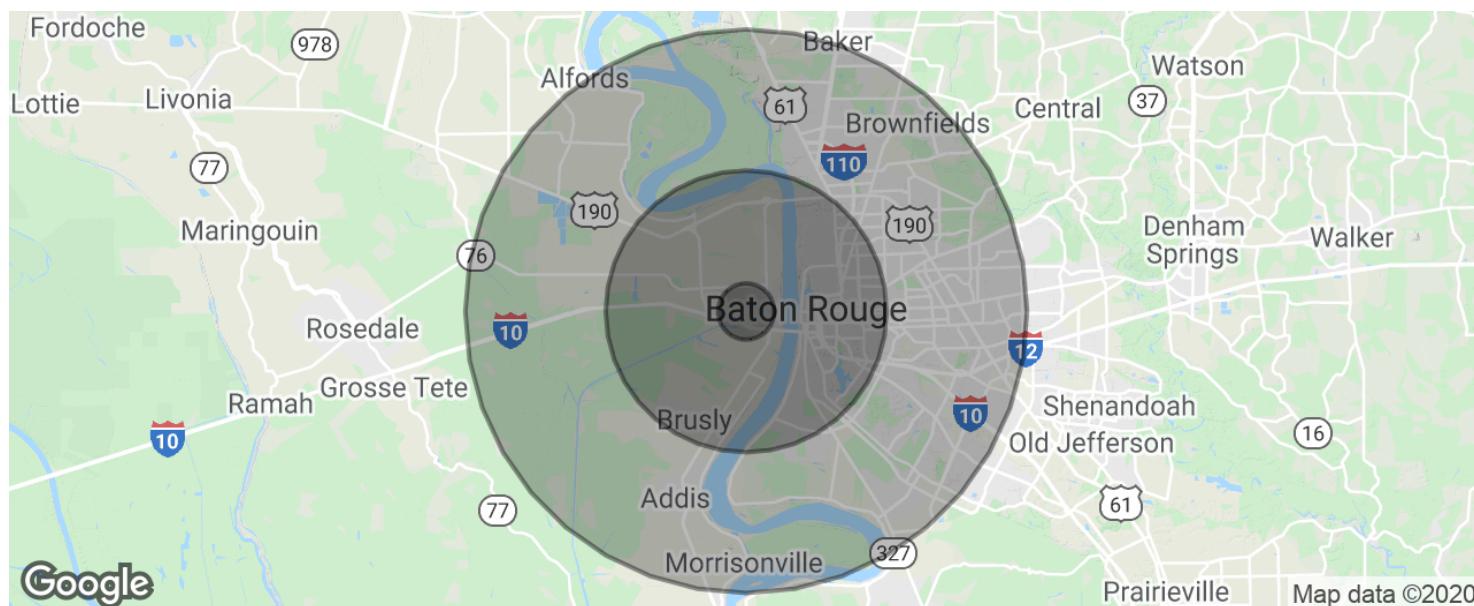 Fordoche
978
Baker
Alfords
Watson
Lottie
Livonia
61
37
Central
Brownfields
110
77
190
190
Maringouin
Denham
Springs
Walker
76
Baton Rouge
Rosedale
10
12
Grosse Tete
Ramah
Brusly
10
Shenandoah
10
Old Jefferson
16
Addis
77
61
327
Morrisonville
Google
Prairieville
Map data ©2020